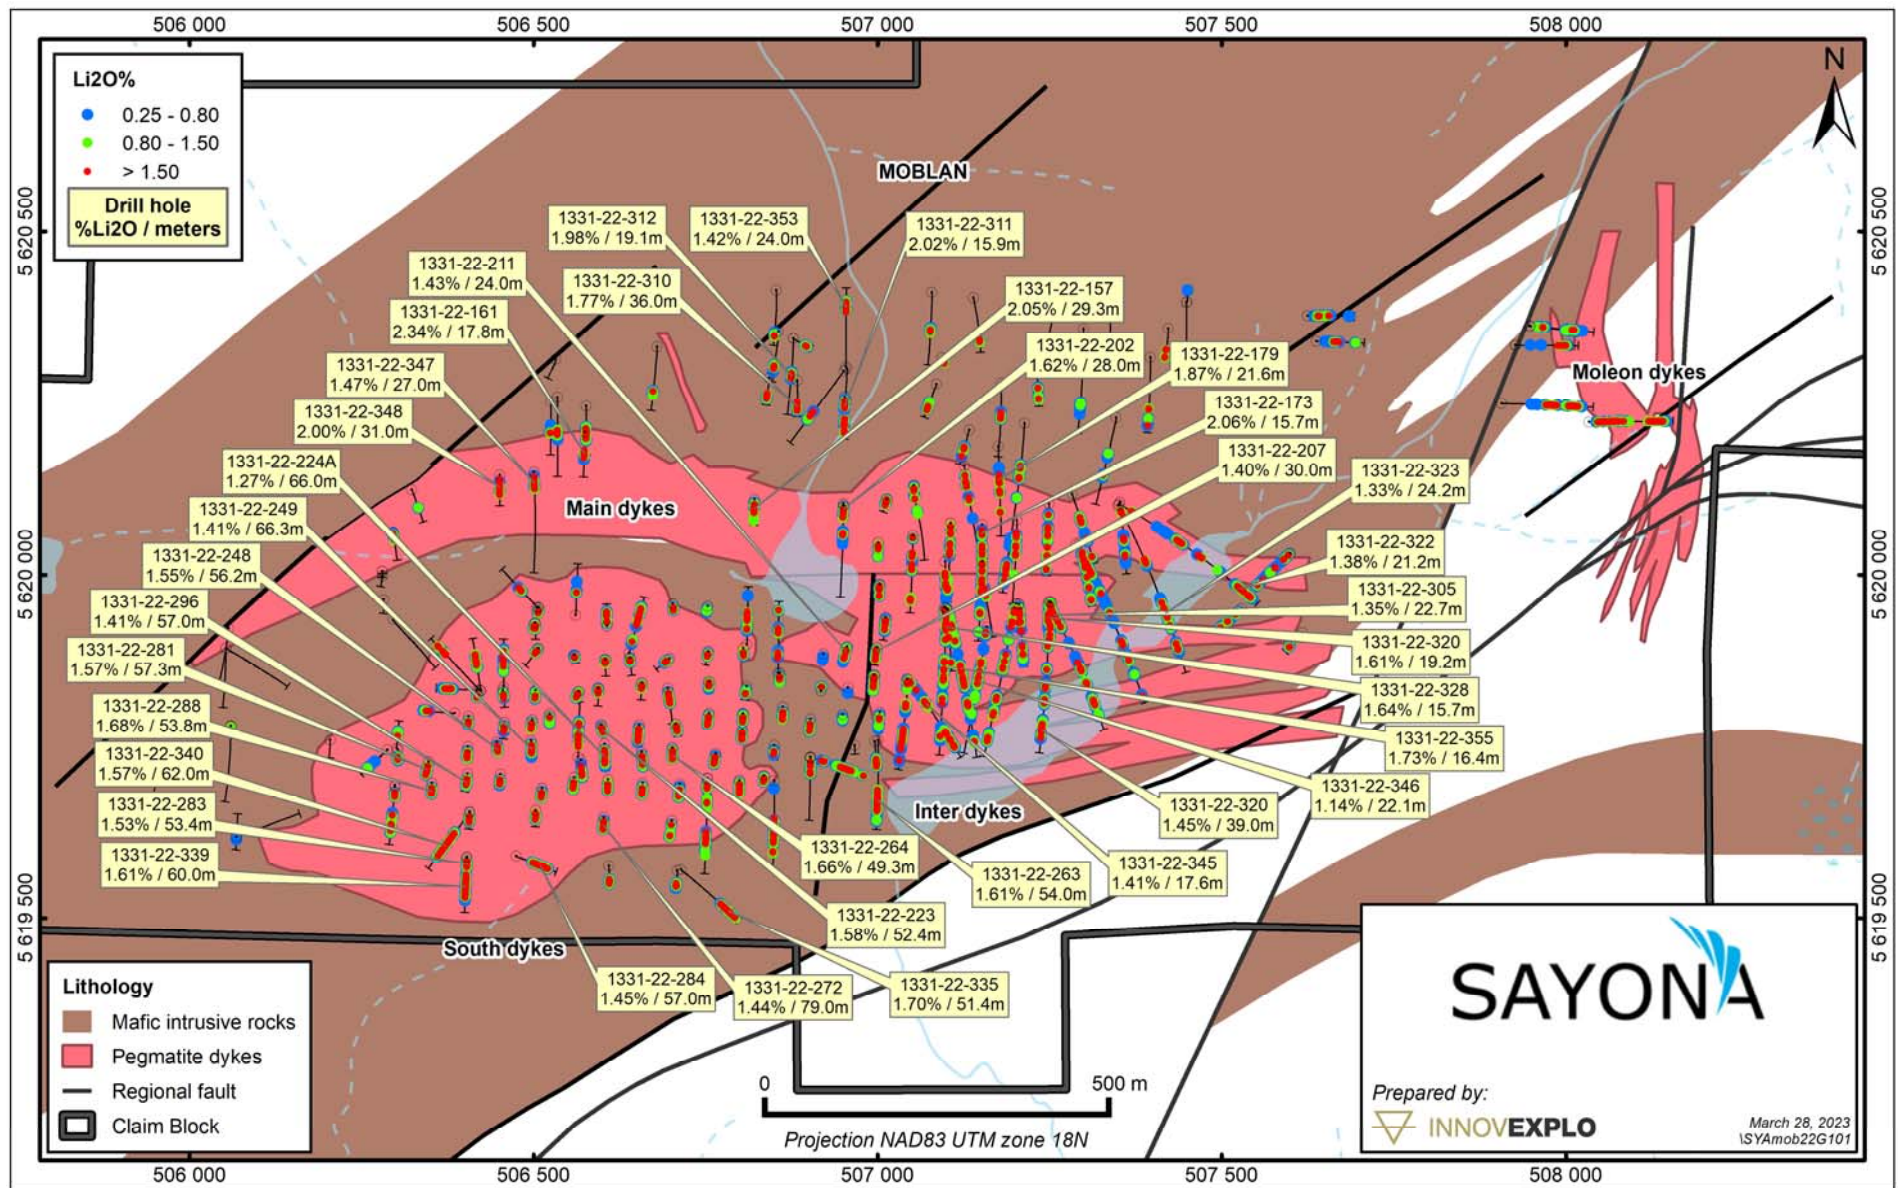 506 000
506 500
507 000
507 500
508 000
Li2O%
0.25 - 0.80
0.80 - 1.50
> 1.50
Drill hole
%Li2O / meters
N
5 620 500
5 620 500
MOBLAN
1331-22-312
1.98% / 19.1m
1331-22-353
1.42% / 24.0m
1331-22-311
2.02% / 15.9m
1331-22-211
1.43% / 24.0m
1331-22-310
1.77% / 36.0m
1331-22-157
2.05% / 29.3m
1331-22-161
2.34% / 17.8m
1331-22-202
1.62% / 28.0m
1331-22-179
1.87% / 21.6m
1331-22-347
1.47% / 27.0m
Moleon dykes
1331-22-348
2.00% / 31.0m
1331-22-173
2.06% / 15.7m
1331-22-224A
1.27% / 66.0m
1331-22-207
1.40% / 30.0m
1331-22-323
1.33% / 24.2m
1331-22-249
1.41% / 66.3m
Main dykes
1331-22-248
1.55% / 56.2m
1331-22-322
1.38% / 21.2m
5 620 000
5 620 000
1331-22-296
1.41% / 57.0m
1331-22-305
1.35% / 22.7m
1331-22-281
1.57% / 57.3m
1331-22-320
1.61% / 19.2m
1331-22-288
1.68% / 53.8m
1331-22-328
1.64% / 15.7m
1331-22-340
1.57% / 62.0m
1331-22-355
1.73% / 16.4m
1331-22-346
1.14% / 22.1m
1331-22-283
1.53% / 53.4m
Inter dykes
1331-22-320
1.45% / 39.0m
1331-22-339
1.61% / 60.0m
1331-22-264
1.66% / 49.3m
1331-22-263
1.61% / 54.0m
1331-22-345
1.41% / 17.6m
1331-22-223
1.58% / 52.4m
5 619 500
5 619 500
South dykes
1331-22-284
1.45% / 57.0m
1331-22-272
1.44% / 79.0m
1331-22-335
1.70% / 51.4m
Lithology
Mafic intrusive rocks
Pegmatite dykes
Regional fault
Claim Block
0
500 m
Projection NAD83 UTM zone 18N
SAYONA
Prepared by:
INNOVEXPLO
March 28, 2023
\SYAmob22G101
506 000
506 500
507 000
507 500
508 000